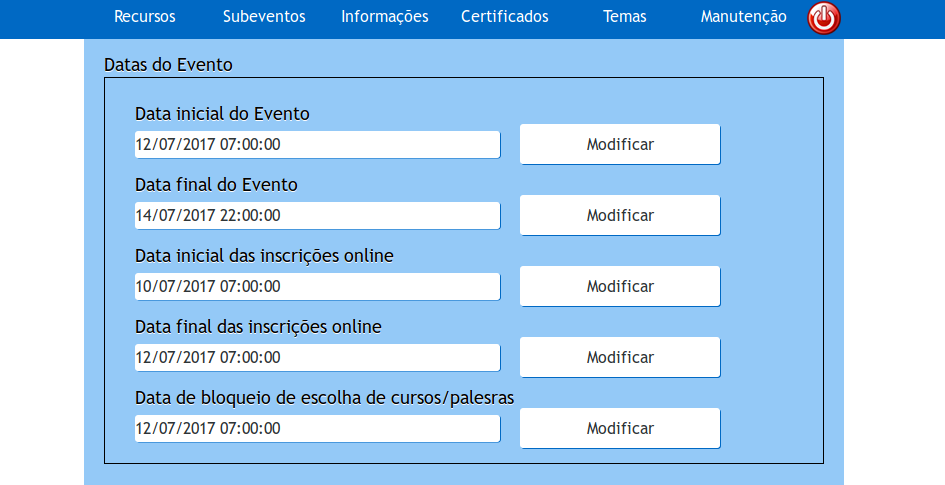 Recursos Subeventos Informações Certificados Temas Manutenção
Datas do Evento
Data inicial do Evento
12/07/2017 07:00:00 Modificar
Data final do Evento
14/07/2017 22:00:00 Modificar
Data inicial das inscrições online
10/07/2017 07:00:00 Modificar
Data final das inscrições online
12/07/2017 07:00:00 Modificar
Data de bloqueio de escolha de cursos/palesras
12/07/2017 07:00:00 Modificar